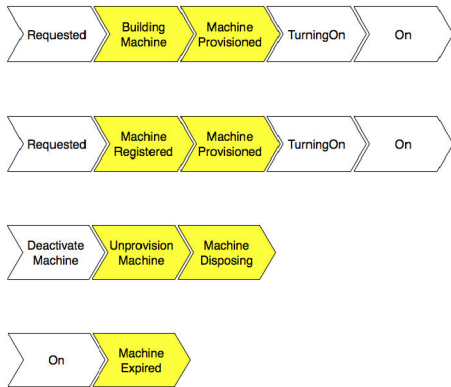 Requested
Building
Machine
Machine
Provisioned
TurningOn
On
Requested
Machine
Registered
Machine
Provisioned
TurningOn
On
Deactivate
Machine
Unprovision
Machine
Machine
Disposing
On
Machine
Expired